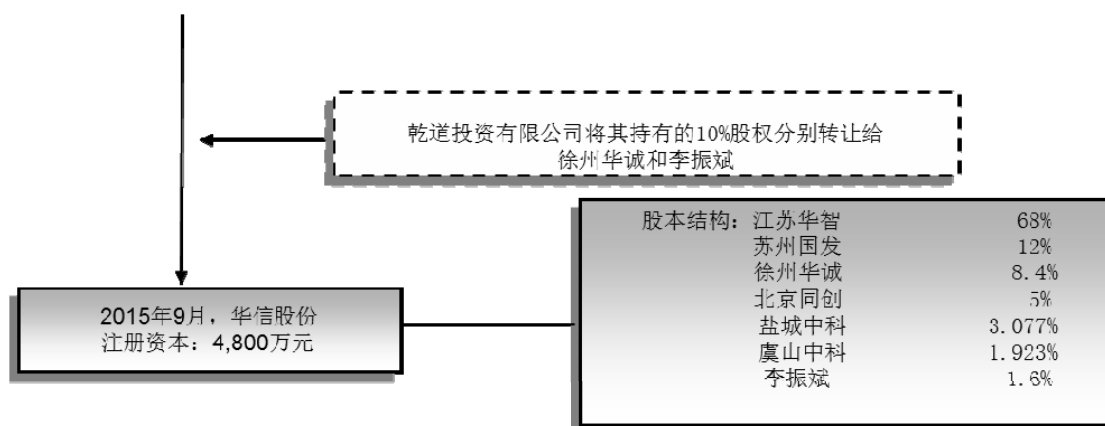 乾道投资有限公司将其持有的10%股权分别转让给
徐州华诚和李振斌
股本结构：江苏华智 68%
苏州国发 12%
徐州华诚 8.4%
北京同创 5%
盐城中科 3.077%
虞山中科 1.923%
李振斌 1.6%
2015年9月，华信股份
注册资本：4,800万元